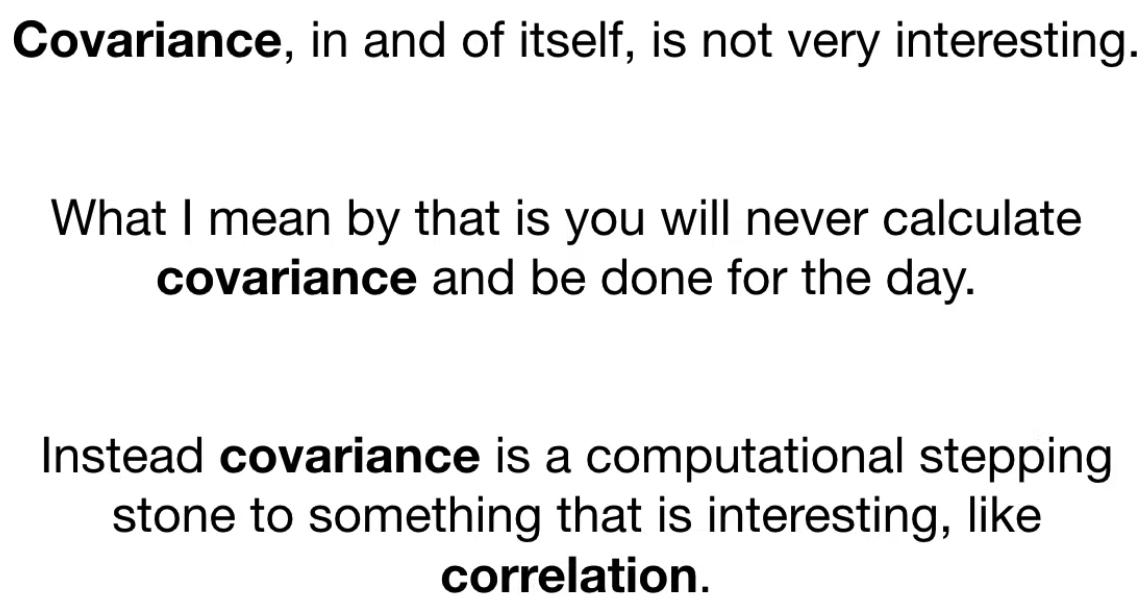 Covariance, in and of itself, is not very interesting.
What I mean by that is you will never calculate
covariance and be done for the day.
Instead covariance is a computational stepping
stone to something that is interesting, like
correlation.